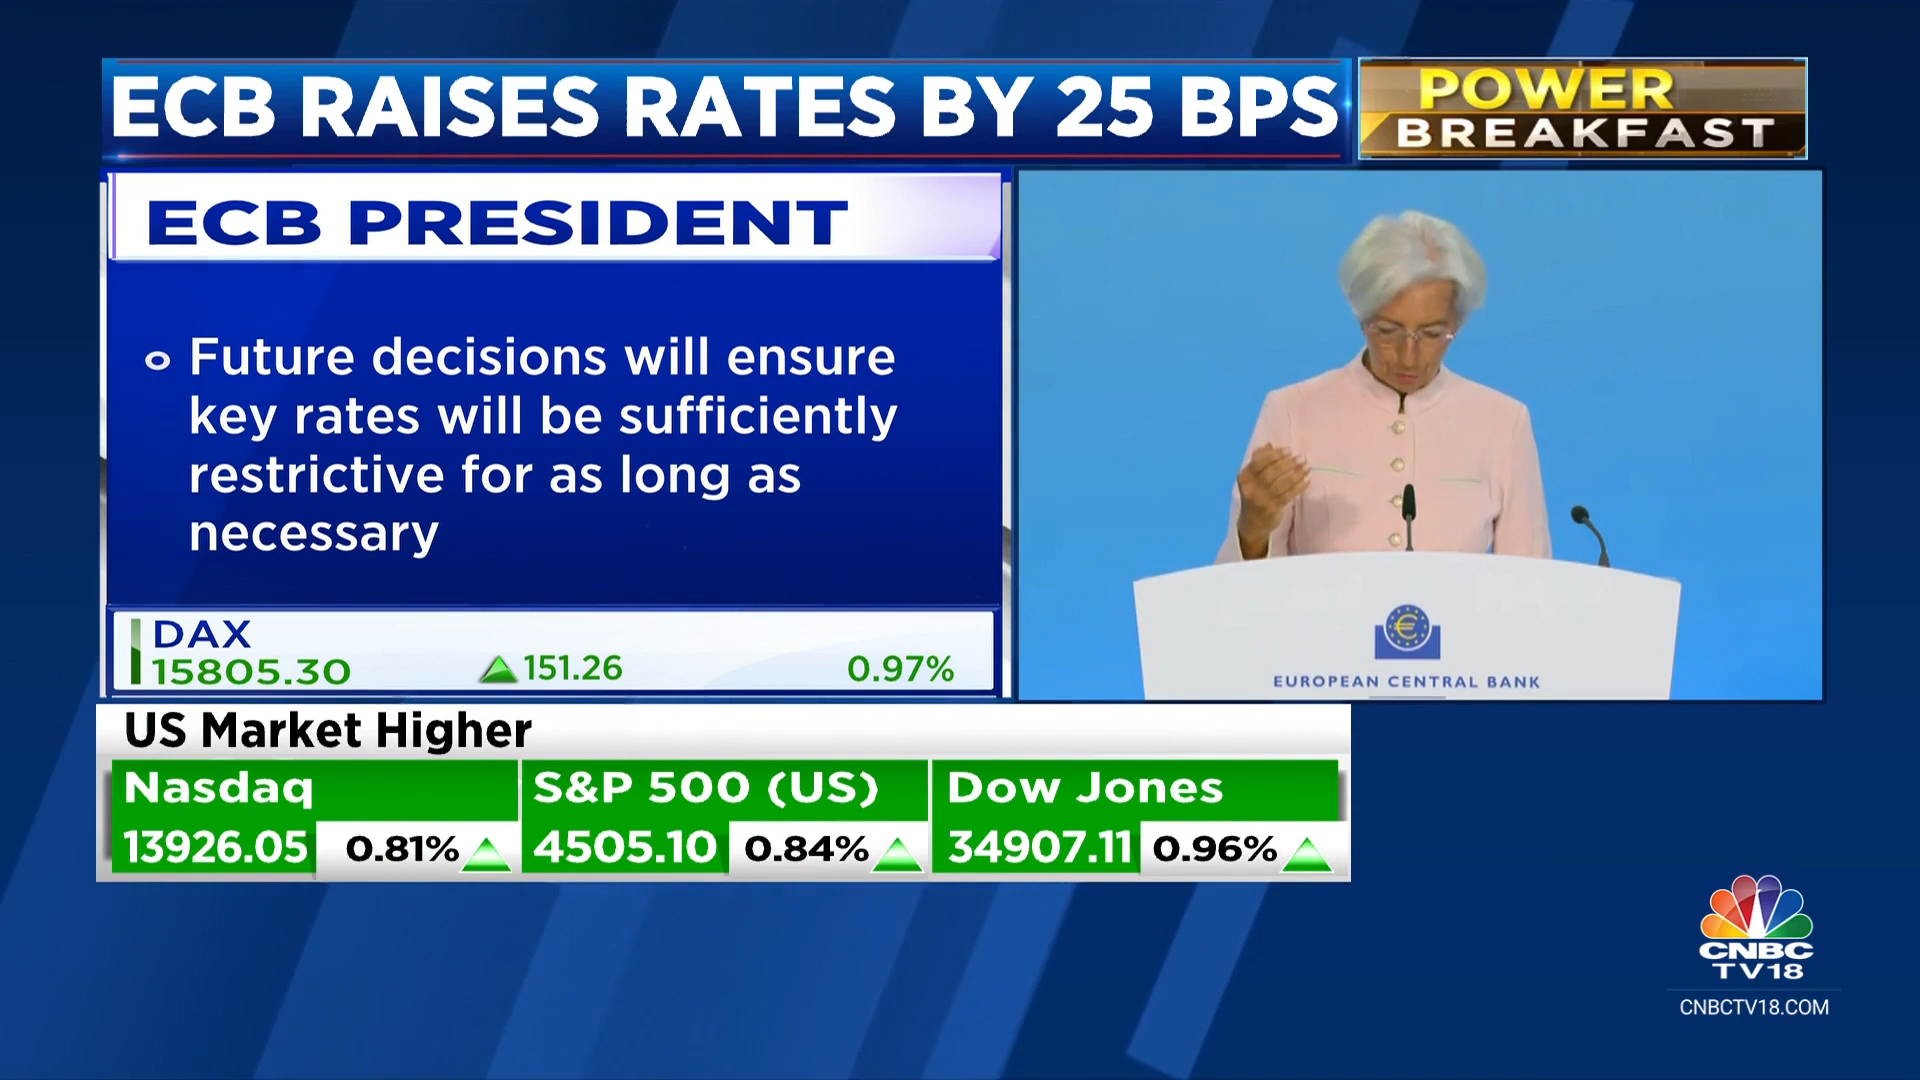 ECB RAISES RATES BY 25 BPS
POWER
BREAKFAST
ECB PRESIDENT
Future decisions will ensure
key rates will be sufficiently
restrictive for as long as
necessary
DAX
15805.30 151.26 0.97%
EUROPEAN CENTRAL BANK
US Market Higher
Nasdaq
13926.05 0.81%
S&P 500 (US)
4505.10 0.84%
Dow Jones
34907.11 0.96%
CNBC
TV18
CNBCTV18.COM